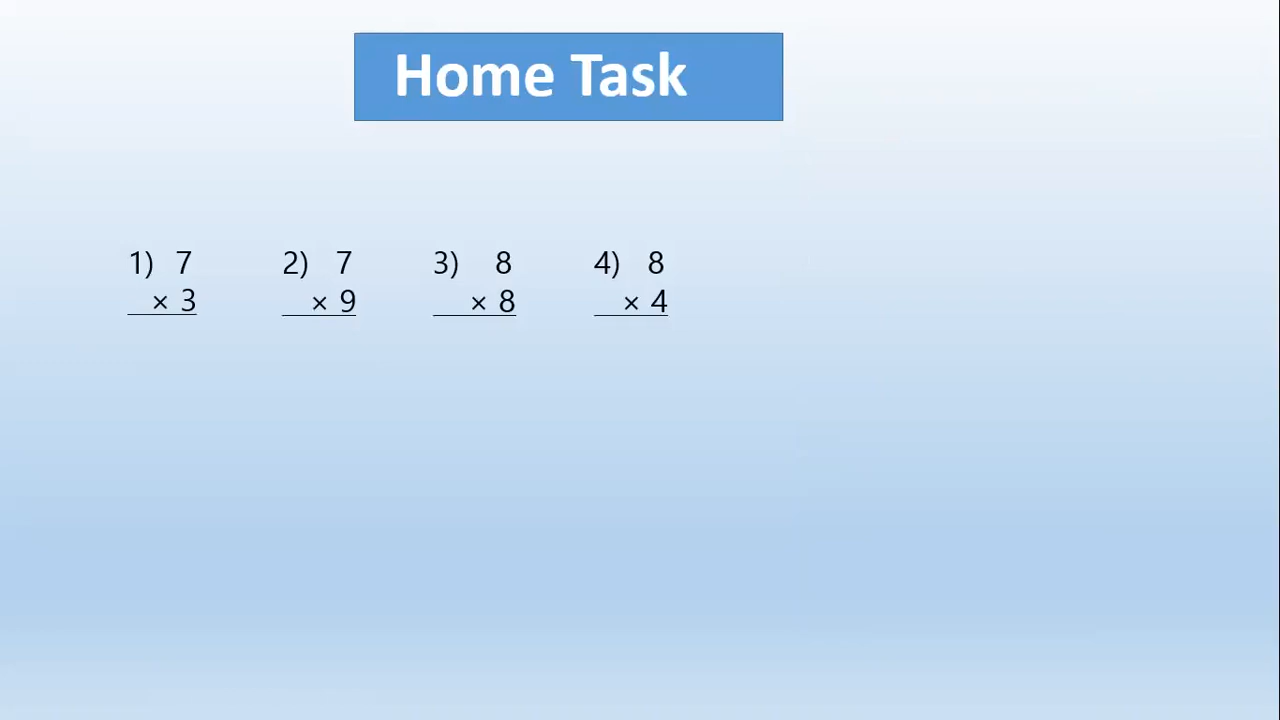 Home Task
1) 7 2) 7 3) 8 4) 8
× 3 × 9 × 8 × 4